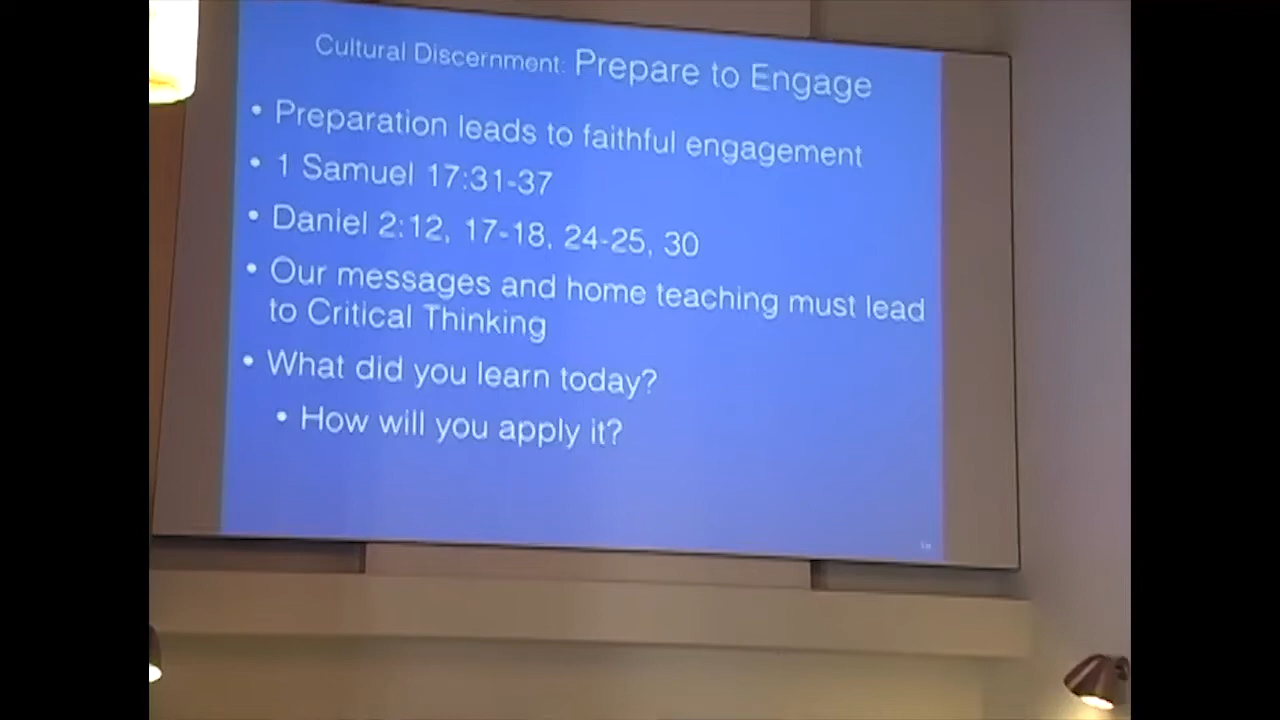 Cultural Discernment: Prepare to Engage
• Preparation leads to faithful engagement
• 1 Samuel 17:31-37
• Daniel 2:12, 17-18, 24-25, 30
• Our messages and home teaching must lead
to Critical Thinking
• What did you learn today?
• How will you apply it?